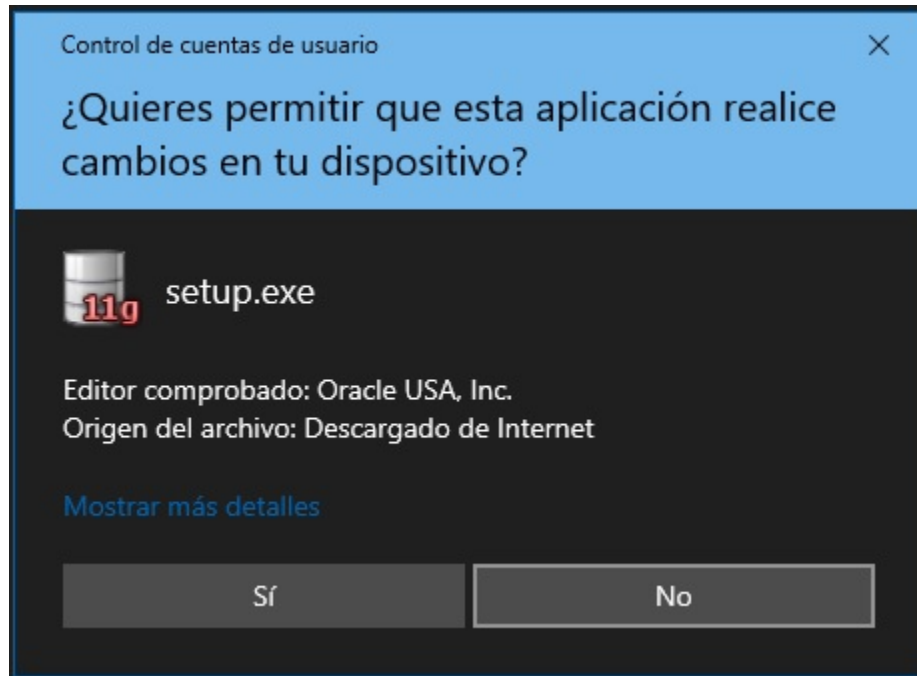 Control de cuentas de usuario
¿Quieres permitir que esta aplicación realice
cambios en tu dispositivo?
11g
setup.exe
Editor comprobado: Oracle USA, Inc.
Origen del archivo: Descargado de Internet
Mostrar más detalles
Sí
No